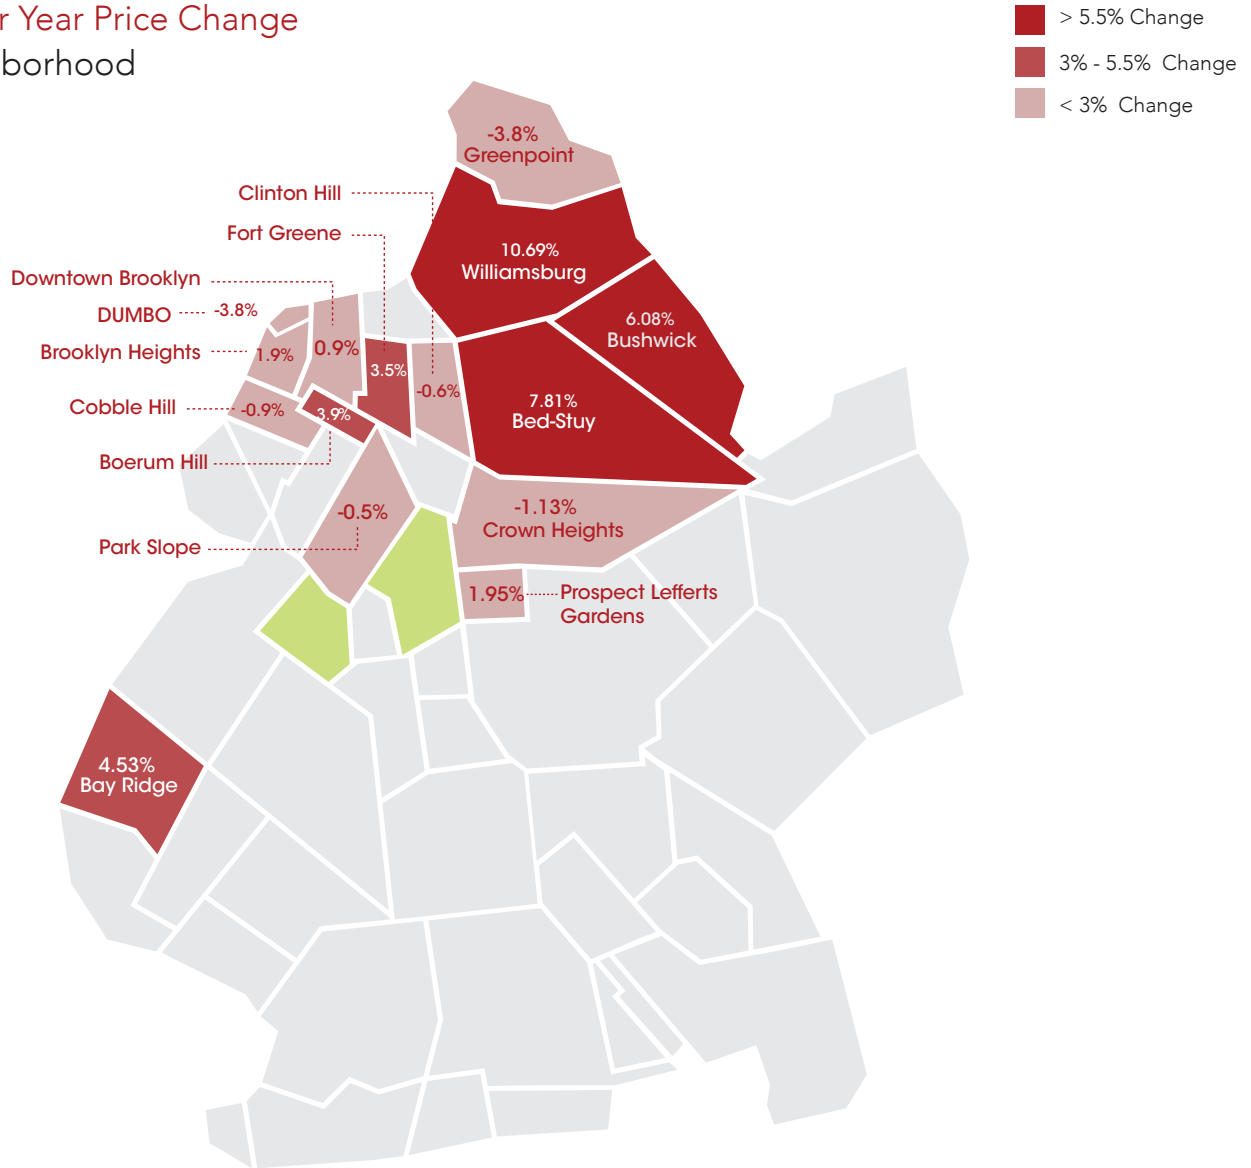 r Year Price Change
borhood
> 5.5% Change
3% - 5.5% Change
< 3% Change
-3.8%
Greenpoint
Clinton Hill
Fort Greene
10.69%
Williamsburg
Downtown Brooklyn
DUMBO
-3.8%
6.08%
Bushwick
Brooklyn Heights
1.9%
0.9%
3.5%
-0.6%
Cobble Hill
-0.9%
3.9%
7.81%
Bed-Stuy
Boerum Hill
-0.5%
-1.13%
Crown Heights
Park Slope
1.95%
Prospect Lefferts
Gardens
4.53%
Bay Ridge